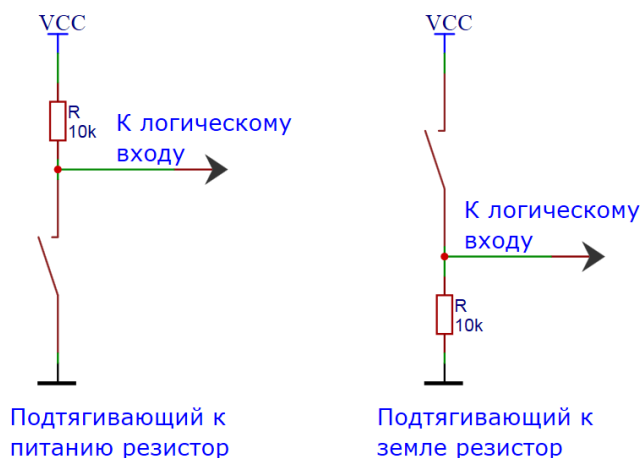 VCC
R
10k
К логическому
входу
Подтягивающий к
питанию резистор
VCC
К логическому
входу
R
10k
Подтягивающий к
земле резистор